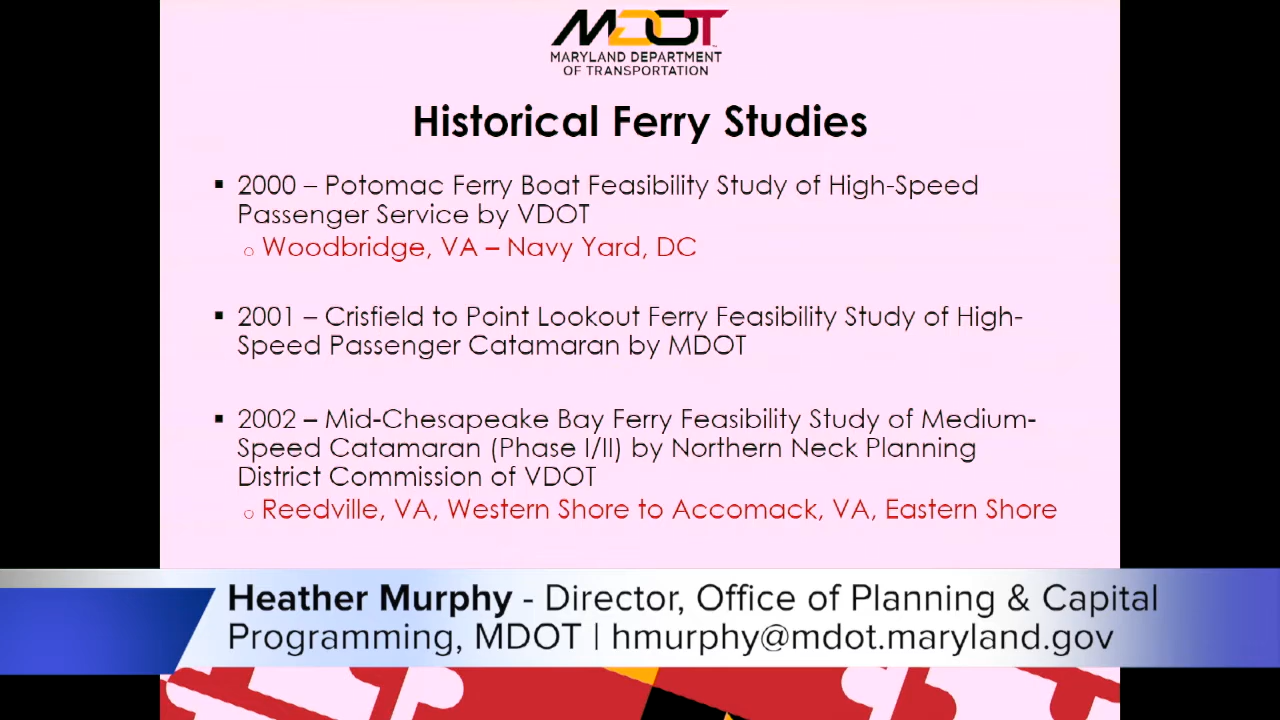 MDOT
MARYLAND DEPARTMENT
OF TRANSPORTATION
Historical Ferry Studies
▪ 2000 – Potomac Ferry Boat Feasibility Study of High-Speed
Passenger Service by VDOT
o Woodbridge, VA – Navy Yard, DC
▪ 2001 – Crisfield to Point Lookout Ferry Feasibility Study of High-
Speed Passenger Catamaran by MDOT
▪ 2002 – Mid-Chesapeake Bay Ferry Feasibility Study of Medium-
Speed Catamaran (Phase I/II) by Northern Neck Planning
District Commission of VDOT
o Reedville, VA, Western Shore to Accomack, VA, Eastern Shore
Heather Murphy - Director, Office of Planning & Capital
Programming, MDOT | hmurphy@mdot.maryland.gov